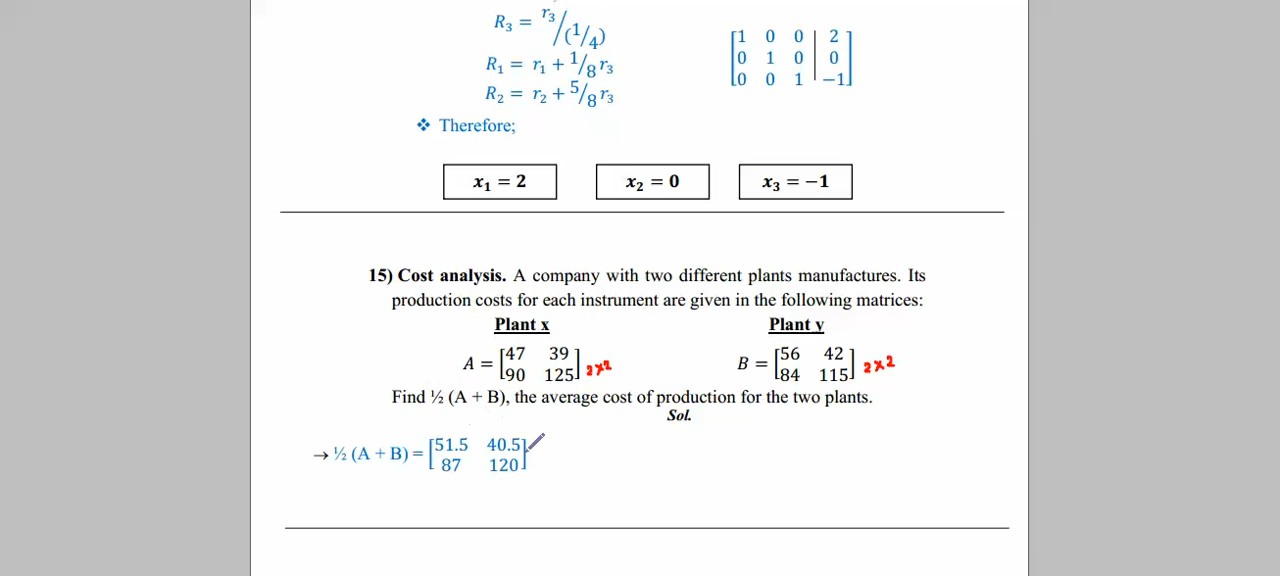 R₃ = r₃/(1/4)
R₁ = r₁ + 1/8 r₃
R₂ = r₂ + 5/8 r₃
[1 0 0 | 2
0 1 0 | 0
0 0 1 | −1]
❖ Therefore;
x₁ = 2
x₂ = 0
x₃ = −1
15) Cost analysis. A company with two different plants manufactures. Its
production costs for each instrument are given in the following matrices:
Plant x
Plant y
A = [47 39
90 125] 2×2
B = [56 42
84 115] 2×2
Find ½ (A + B), the average cost of production for the two plants.
Sol.
→ ½ (A + B) = [51.5 40.5
87 120]